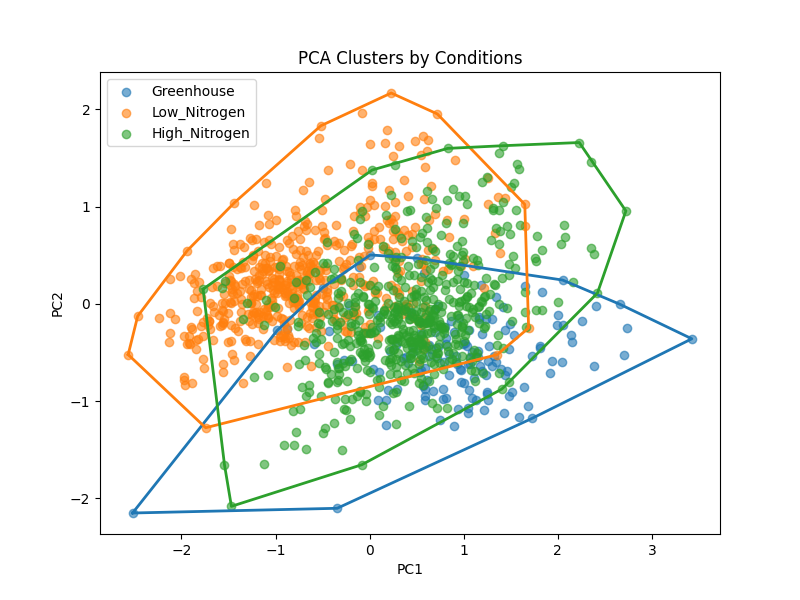 PCA Clusters by Conditions
Greenhouse
Low_Nitrogen
High_Nitrogen
2
1
0
−1
−2
PC2
−2
−1
0
1
2
3
PC1